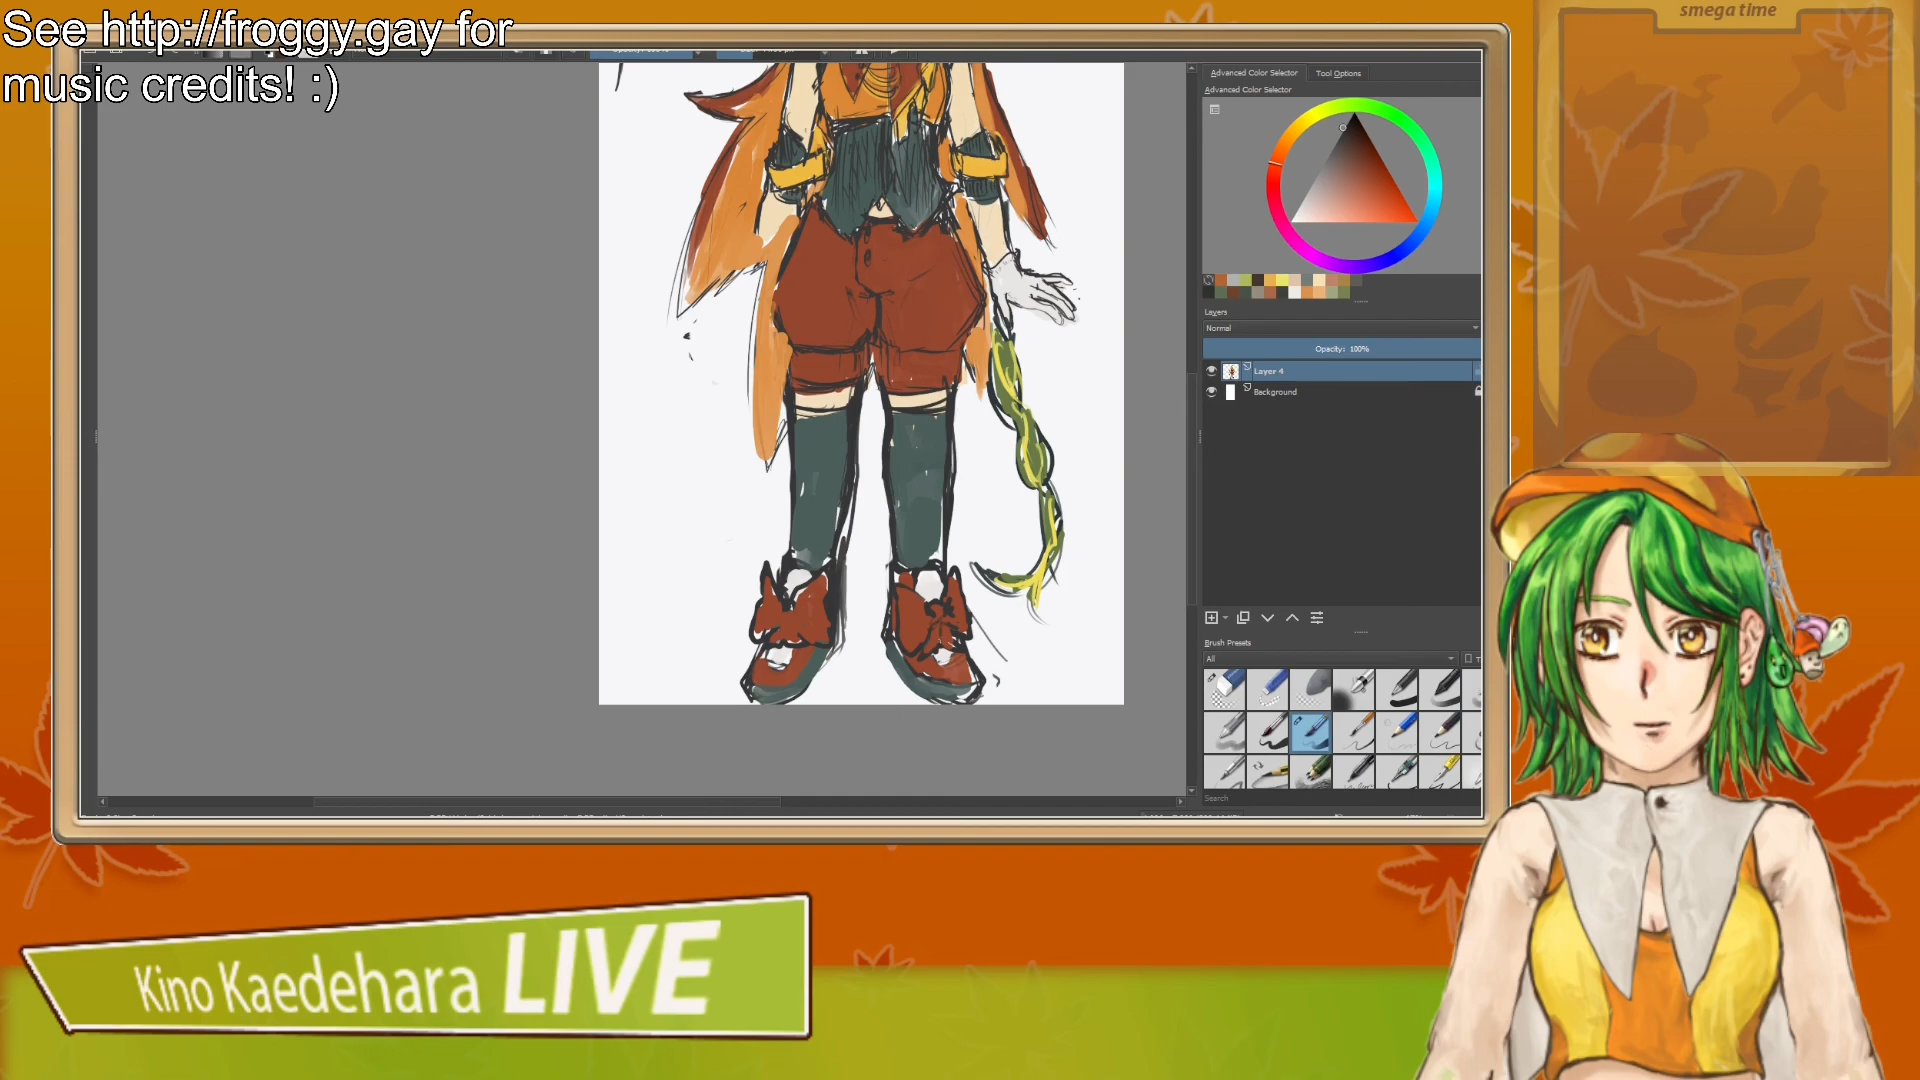 See http://froggy.gay for
music credits! :)
smega time
Advanced Color Selector
Tool Options
Advanced Color Selector
Layers
Normal
Opacity: 100%
Layer 4
Background
Brush Presets
All
Search
Kino Kaedehara LIVE